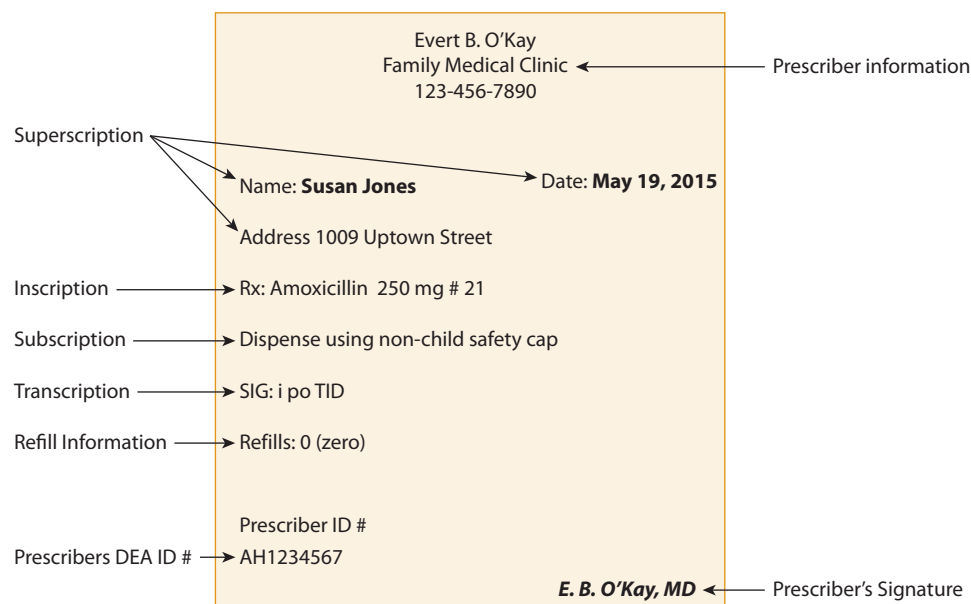 Evert B. O’Kay
Family Medical Clinic
Prescriber information
123-456-7890
Superscription
Name: Susan Jones
Date: May 19, 2015
Address 1009 Uptown Street
Inscription
Rx: Amoxicillin 250 mg # 21
Subscription
Dispense using non-child safety cap
Transcription
SIG: i po TID
Refill Information
Refills: 0 (zero)
Prescriber ID #
Prescribers DEA ID #
AH1234567
E. B. O’Kay, MD
Prescriber’s Signature